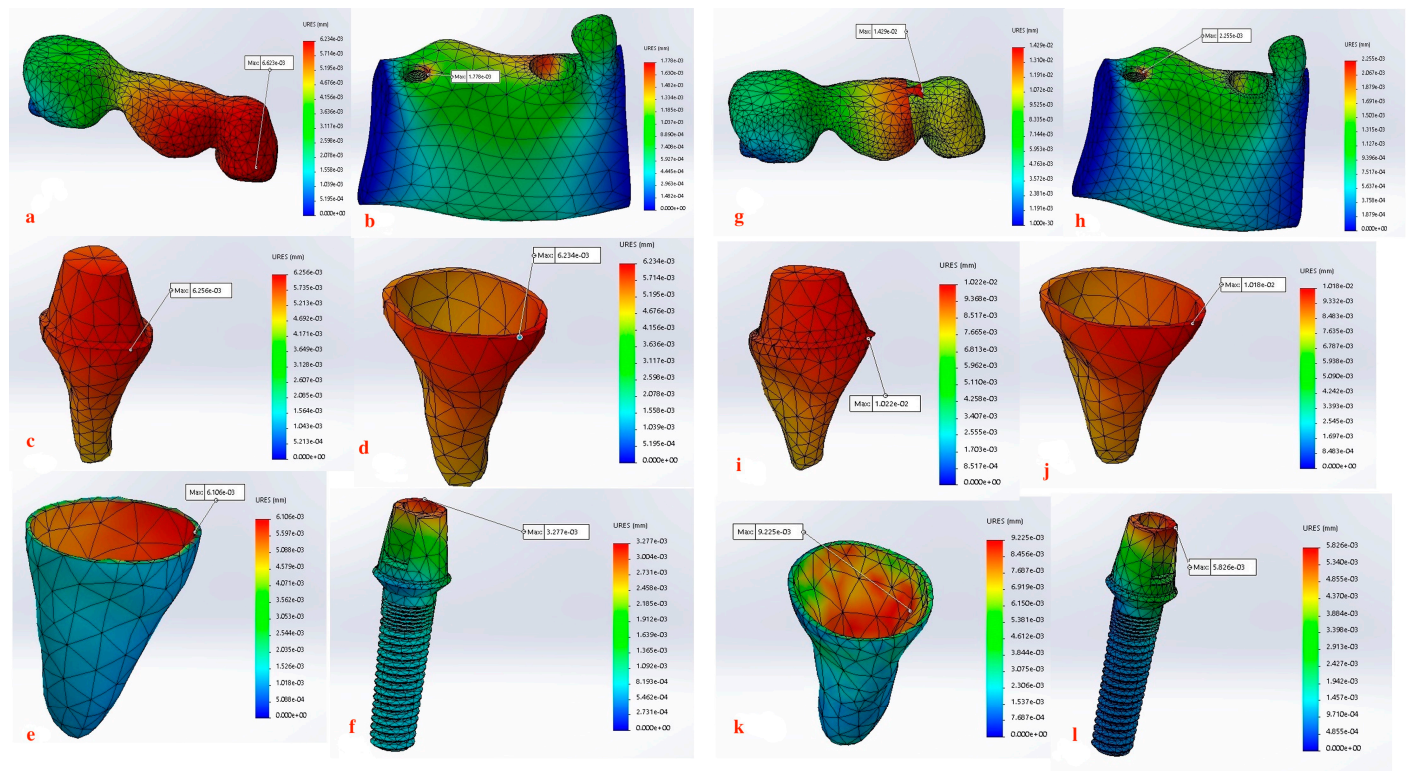 URES (mm)
6.234e-03
5.714e-03
5.195e-03
4.676e-03
4.156e-03
3.636e-03
3.117e-03
2.598e-03
2.078e-03
1.558e-03
1.039e-03
5.195e-04
0.000e+00
Max: 6.623e-03
a
URES (mm)
1.778e-03
1.630e-03
1.482e-03
1.334e-03
1.185e-03
1.037e-03
8.890e-04
7.408e-04
5.927e-04
4.445e-04
2.963e-04
1.482e-04
0.000e+00
Max: 1.778e-03
b
URES (mm)
1.429e-02
1.310e-02
1.191e-02
1.072e-02
9.525e-03
8.335e-03
7.144e-03
5.953e-03
4.763e-03
3.572e-03
2.381e-03
1.191e-03
1.000e-30
Max: 1.429e-02
g
URES (mm)
2.255e-03
2.067e-03
1.879e-03
1.691e-03
1.503e-03
1.315e-03
1.127e-03
9.396e-04
7.517e-04
5.637e-04
3.758e-04
1.879e-04
0.000e+00
Max: 2.255e-03
h
URES (mm)
6.256e-03
5.735e-03
5.213e-03
4.692e-03
4.171e-03
3.649e-03
3.128e-03
2.607e-03
2.085e-03
1.564e-03
1.043e-03
5.213e-04
0.000e+00
Max: 6.256e-03
c
URES (mm)
6.234e-03
5.714e-03
5.195e-03
4.676e-03
4.156e-03
3.636e-03
3.117e-03
2.598e-03
2.078e-03
1.558e-03
1.039e-03
5.195e-04
0.000e+00
Max: 6.234e-03
d
URES (mm)
1.022e-02
9.368e-03
8.517e-03
7.665e-03
6.813e-03
5.962e-03
5.110e-03
4.258e-03
3.407e-03
2.555e-03
1.703e-03
8.517e-04
0.000e+00
Max: 1.022e-02
i
URES (mm)
1.018e-02
9.332e-03
8.483e-03
7.635e-03
6.787e-03
5.938e-03
5.090e-03
4.242e-03
3.393e-03
2.545e-03
1.697e-03
8.483e-04
0.000e+00
Max: 1.018e-02
j
URES (mm)
6.106e-03
5.597e-03
5.088e-03
4.579e-03
4.071e-03
3.562e-03
3.053e-03
2.544e-03
2.035e-03
1.526e-03
1.018e-03
5.088e-04
0.000e+00
Max: 6.106e-03
e
URES (mm)
3.277e-03
3.004e-03
2.731e-03
2.458e-03
2.185e-03
1.912e-03
1.639e-03
1.365e-03
1.092e-03
8.193e-04
5.462e-04
2.731e-04
0.000e+00
Max: 3.277e-03
f
URES (mm)
9.225e-03
8.456e-03
7.687e-03
6.919e-03
6.150e-03
5.381e-03
4.612e-03
3.844e-03
3.075e-03
2.306e-03
1.537e-03
7.687e-04
0.000e+00
Max: 9.225e-03
k
URES (mm)
5.826e-03
5.340e-03
4.855e-03
4.370e-03
3.884e-03
3.398e-03
2.913e-03
2.427e-03
1.942e-03
1.457e-03
9.710e-04
4.855e-04
0.000e+00
Max: 5.826e-03
l